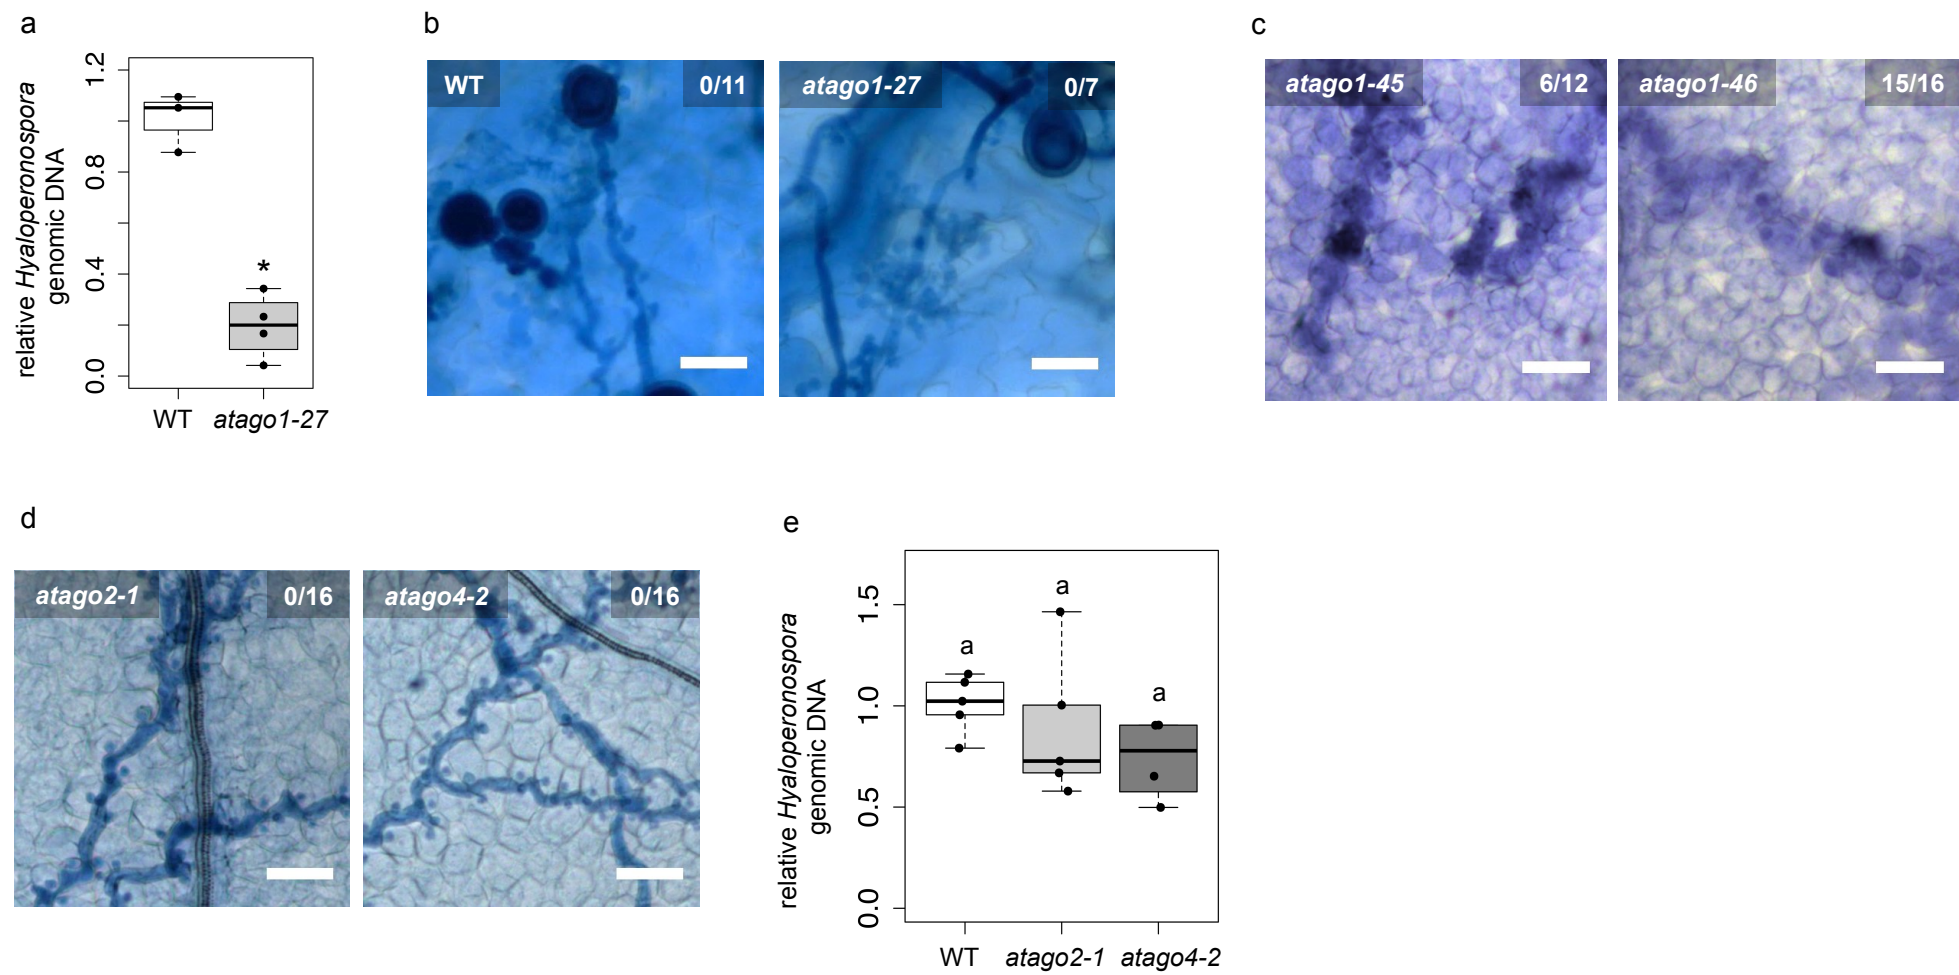 a
relative Hyaloperonospora
genomic DNA
1.2
0.8
0.4
0.0
*
WT atago1-27
b
WT 0/11
atago1-27 0/7
c
atago1-45 6/12
atago1-46 15/16
d
atago2-1 0/16
atago4-2 0/16
e
relative Hyaloperonospora
genomic DNA
1.5
1.0
0.5
0.0
a
a
a
WT atago2-1 atago4-2